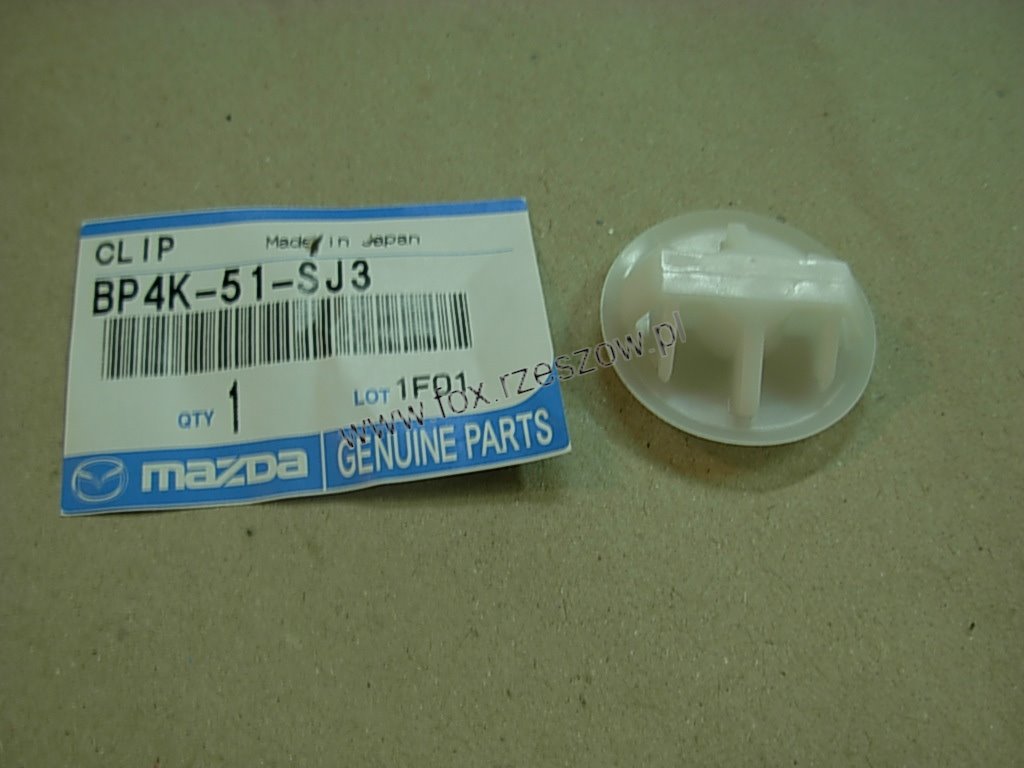 CLIP Made in Japan
BP4K-51-SJ3
QTY 1 LOT 1F01
mazda GENUINE PARTS
www.fox.rzeszow.pl